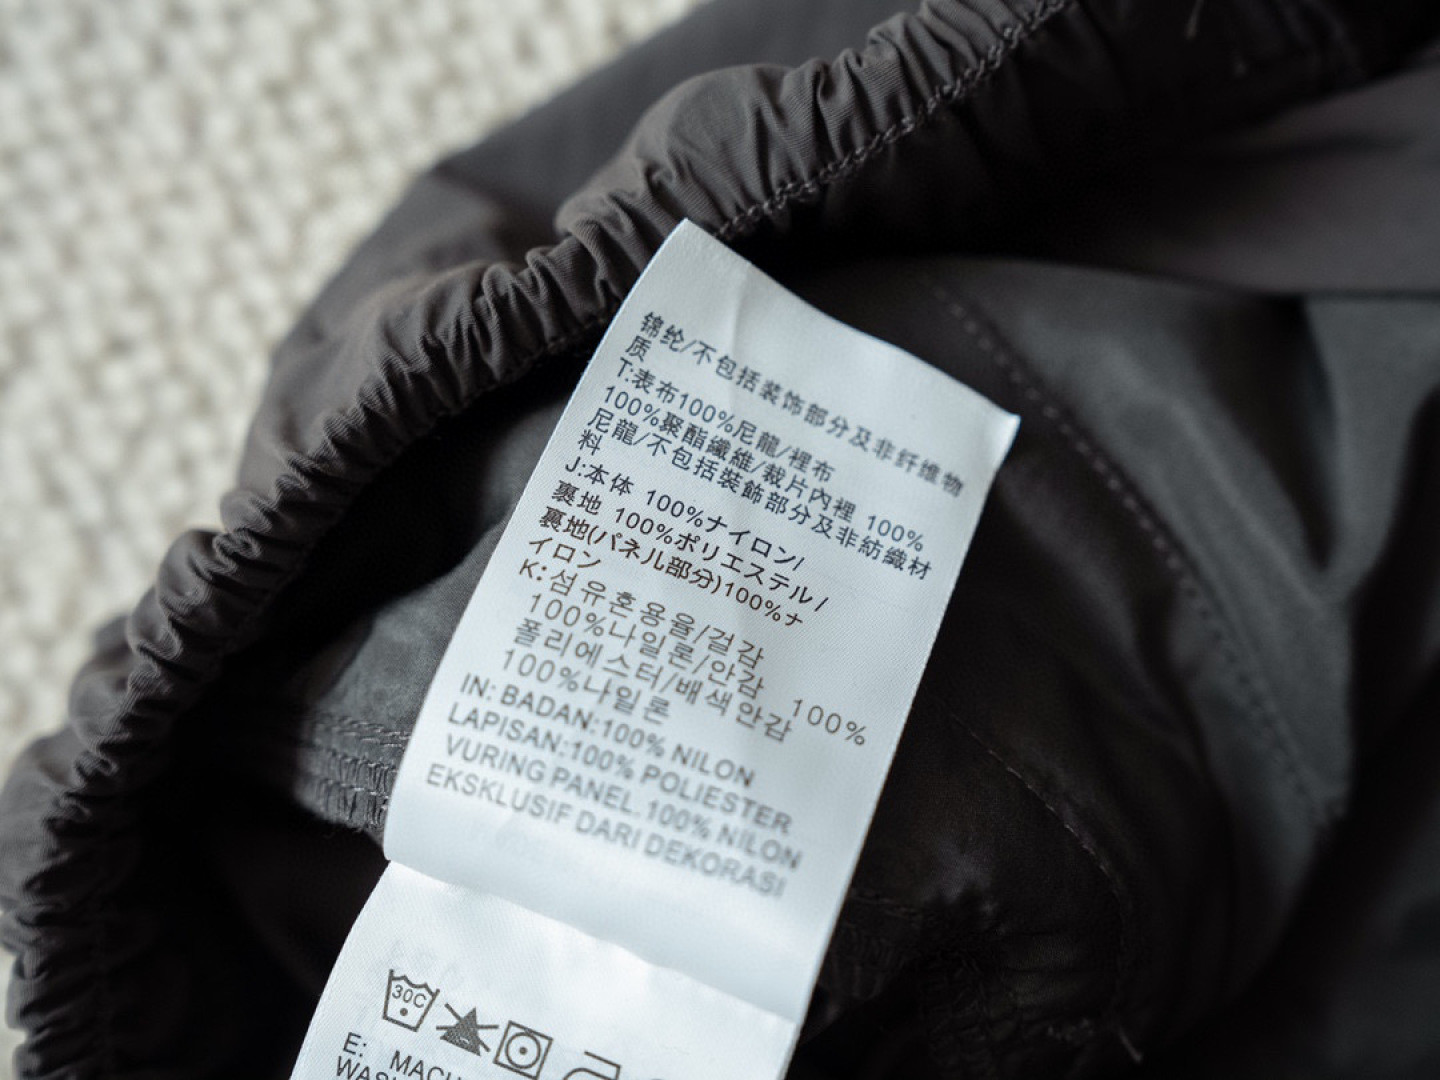 锦纶/不包括装饰部分及非纤维物
质
T:表布100%尼龍/裡布
100%聚酯纖維/裁片內裡 100%
尼龍/不包括裝飾部分及非紡織材
料
J:本体 100%ナイロン/
裏地 100%ポリエステル/
裏地(パネル部分)100%ナ
イロン
K:섬유혼용율/겉감
100%나일론/안감 100%
폴리에스터/배색안감
100%나일론
IN: BADAN:100% NILON
LAPISAN:100% POLIESTER
VURING PANEL.100% NILON
EKSKLUSIF DARI DEKORASI
30C
E: MACH
WAS